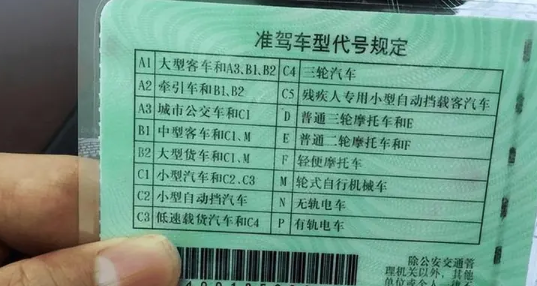 准驾车型代号规定
A1 大型客车和A3、B1、B2 C4 三轮汽车
A2 牵引车和B1、B2 C5 残疾人专用小型自动挡载客汽车
A3 城市公交车和C1 D 普通三轮摩托车和E
B1 中型客车和C1、M E 普通二轮摩托车和F
B2 大型货车和C1、M F 轻便摩托车
C1 小型汽车和C2、C3 M 轮式自行机械车
C2 小型自动挡汽车 N 无轨电车
C3 低速载货汽车和C4 P 有轨电车
除公安交通管
理机关以外，其他